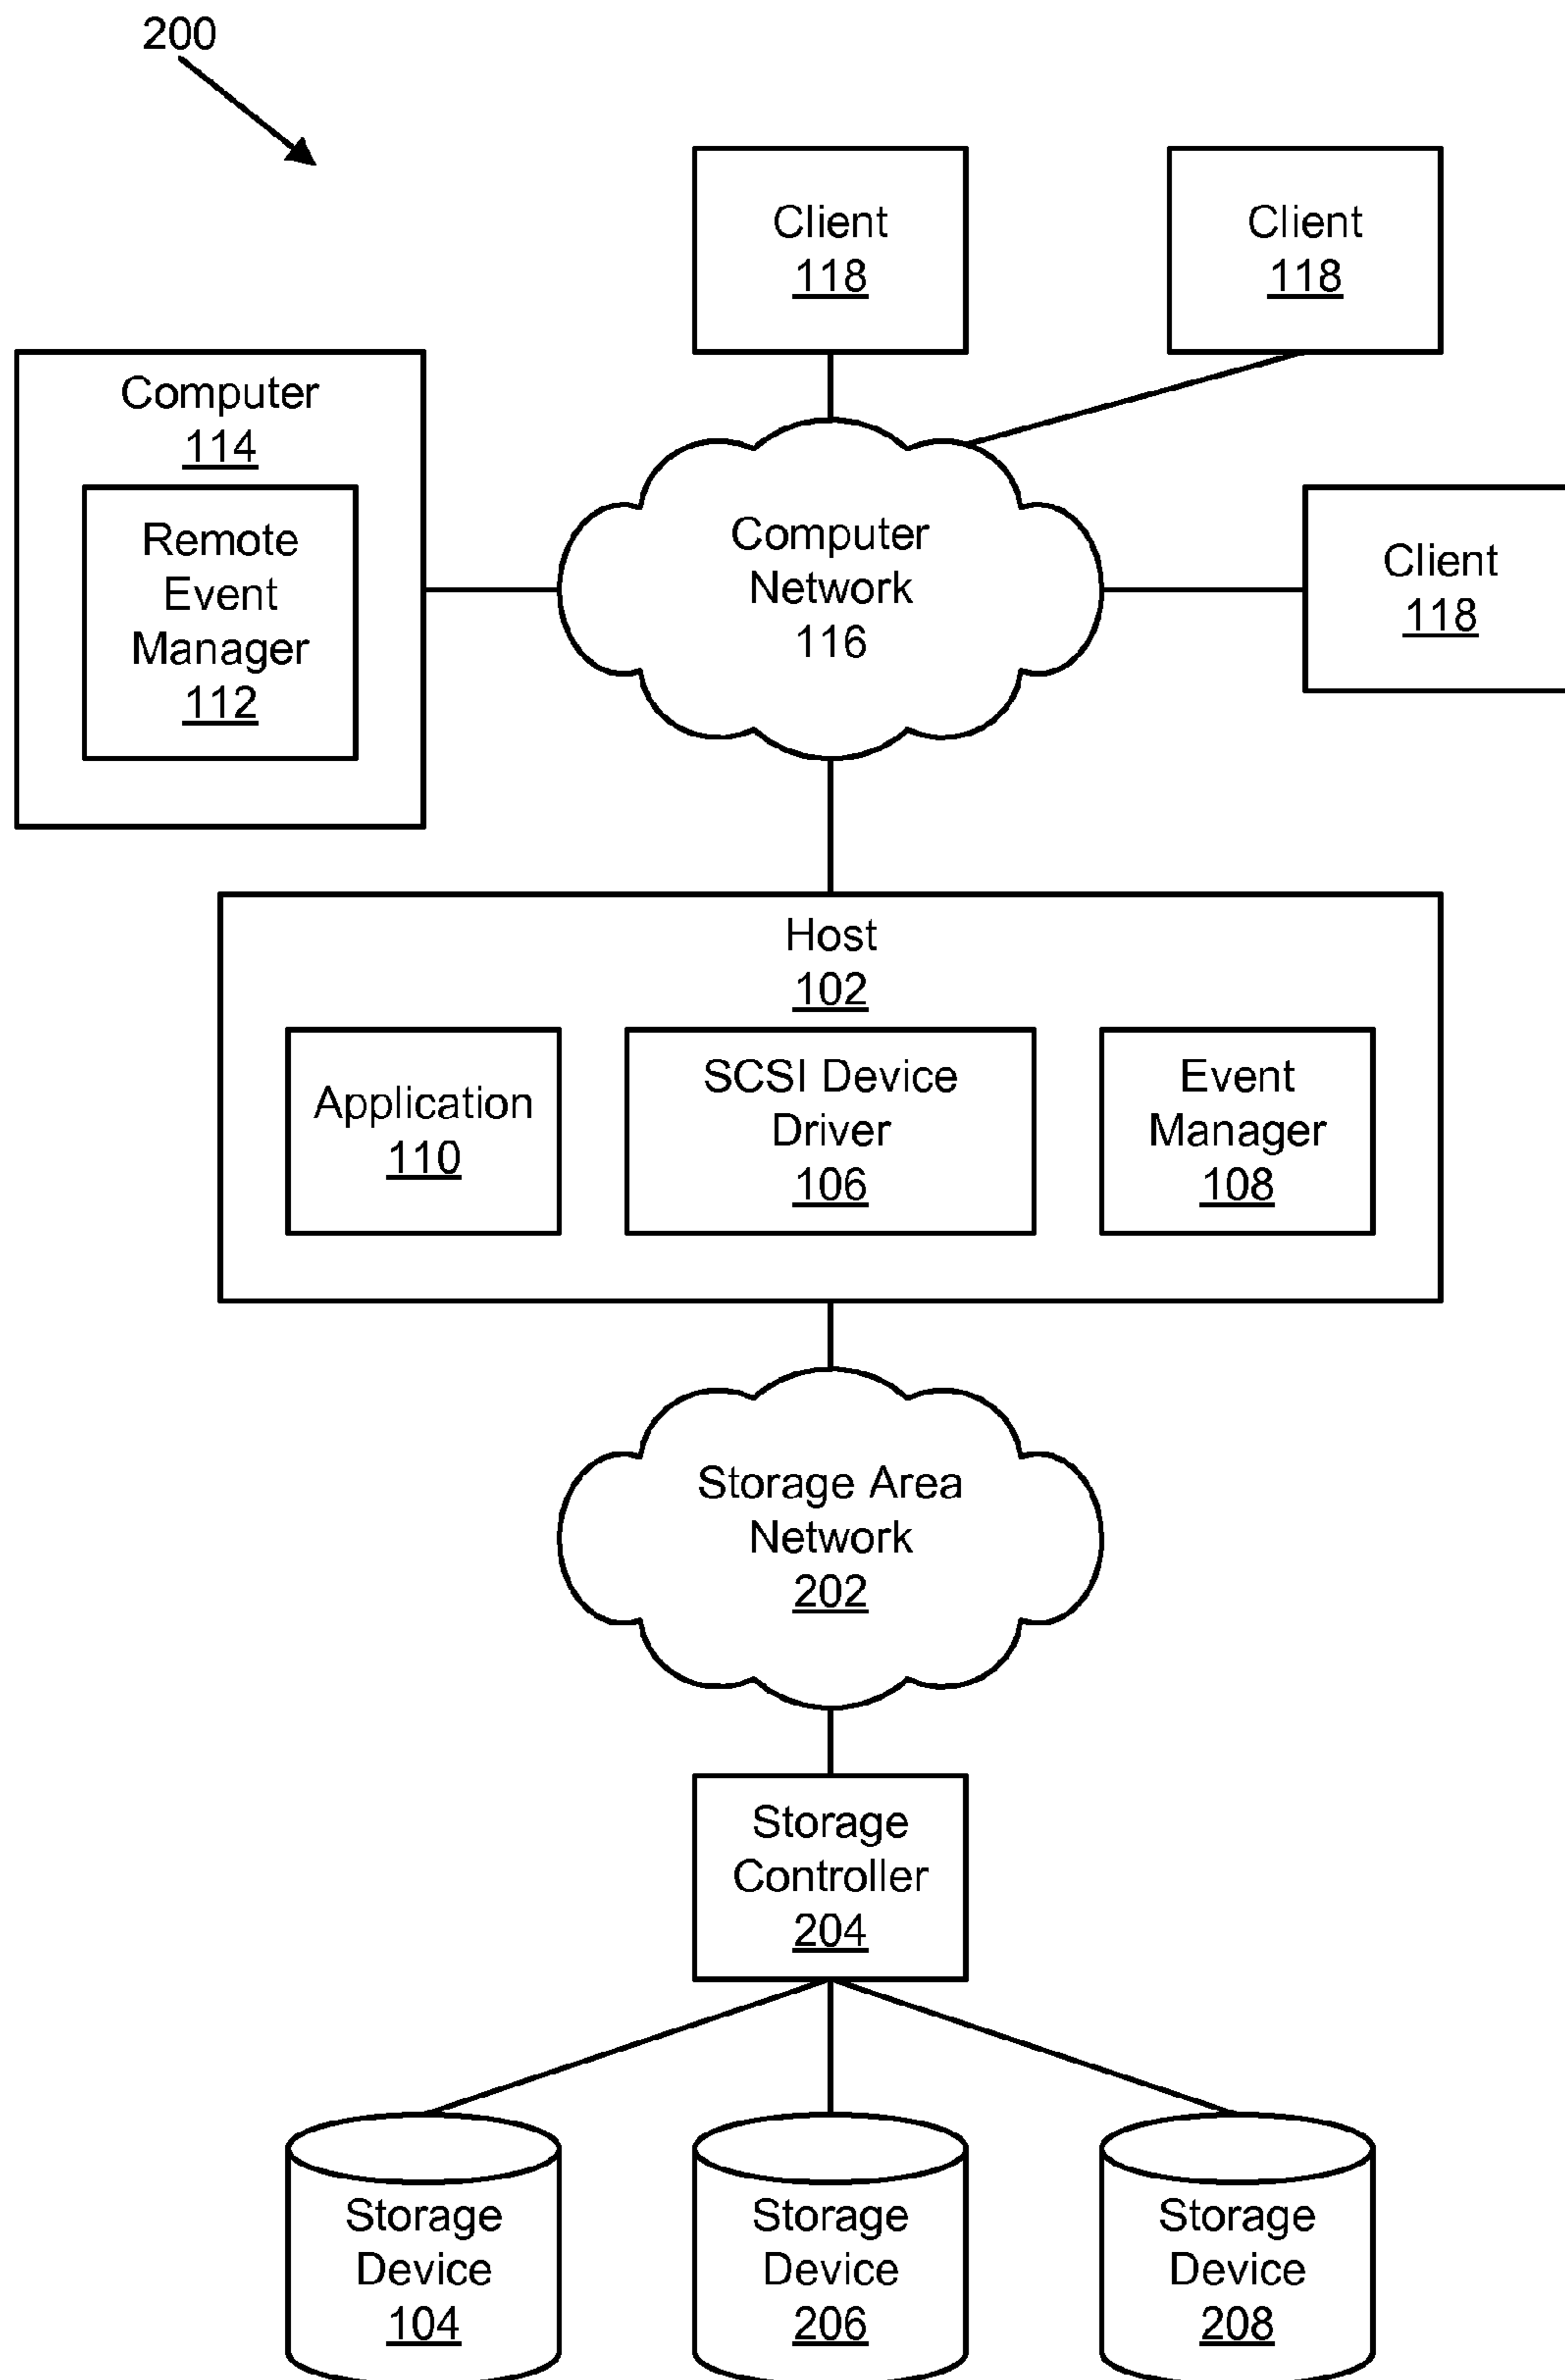 200
Client
118
Client
118
Computer
114
Remote
Event
Manager
112
Computer
Network
116
Client
118
Host
102
Application
110
SCSI Device
Driver
106
Event
Manager
108
Storage Area
Network
202
Storage
Controller
204
Storage
Device
104
Storage
Device
206
Storage
Device
208